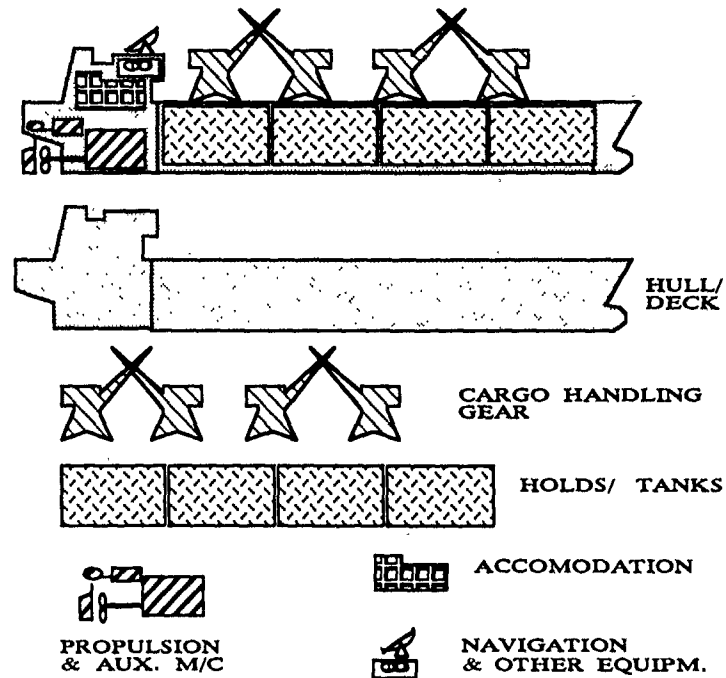 HULL/
DECK
CARGO HANDLING
GEAR
HOLDS/ TANKS
ACCOMODATION
PROPULSION
& AUX. M/C
NAVIGATION
& OTHER EQUIPM.